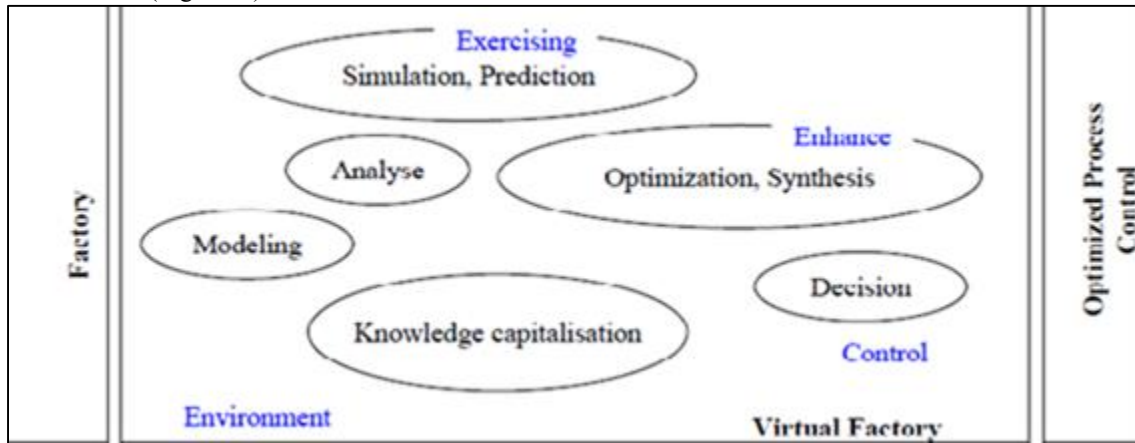 Factory
Exercising
Simulation, Prediction
Analyse
Enhance
Optimization, Synthesis
Modeling
Decision
Knowledge capitalisation
Control
Environment
Virtual Factory
Optimized Process
Control